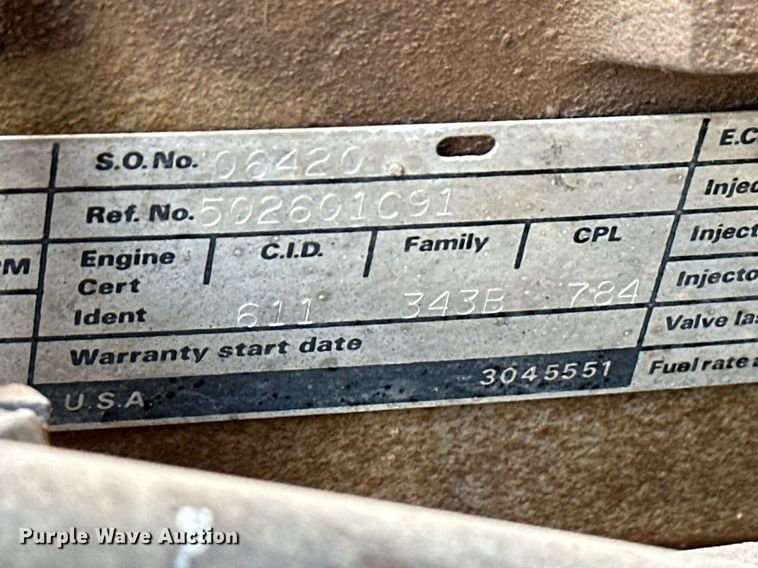 S.O.No. 06420
E.C
Ref. No. 502601C91
Injec
PM
Engine Cert Ident
C.I.D. 611
Family 343B
CPL 784
Inject
Injecto
Warranty start date
Valve la
U.S.A.
3045551
Fuel rate a
Purple Wave Auction